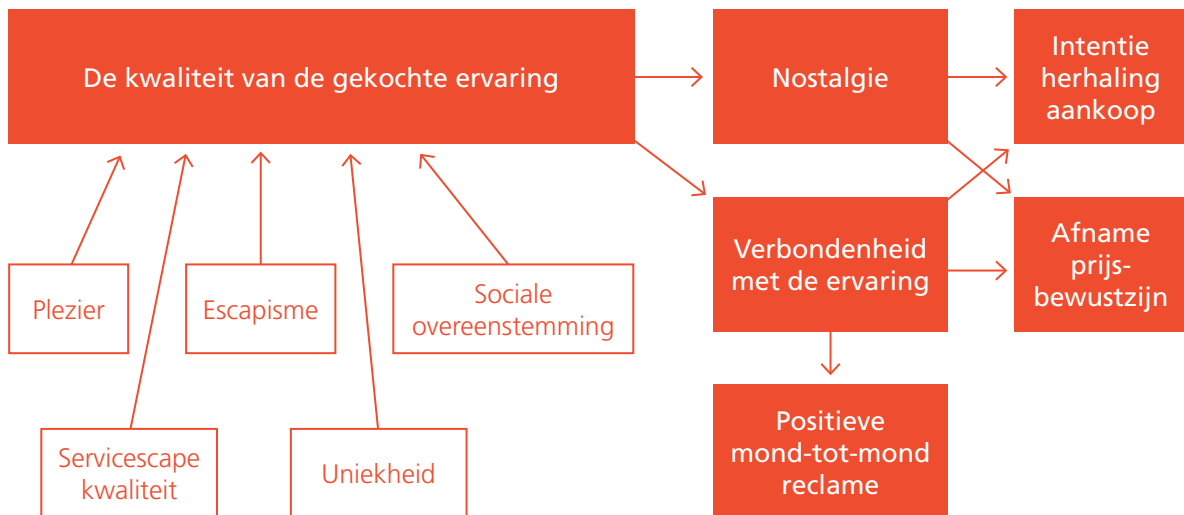 De kwaliteit van de gekochte ervaring
Nostalgie
Intentie
herhaling
aankoop
Verbondenheid
met de ervaring
Afname
prijs-
bewustzijn
Plezier
Escapisme
Sociale
overeenstemming
Servicescape
kwaliteit
Uniekheid
Positieve
mond-tot-mond
reclame